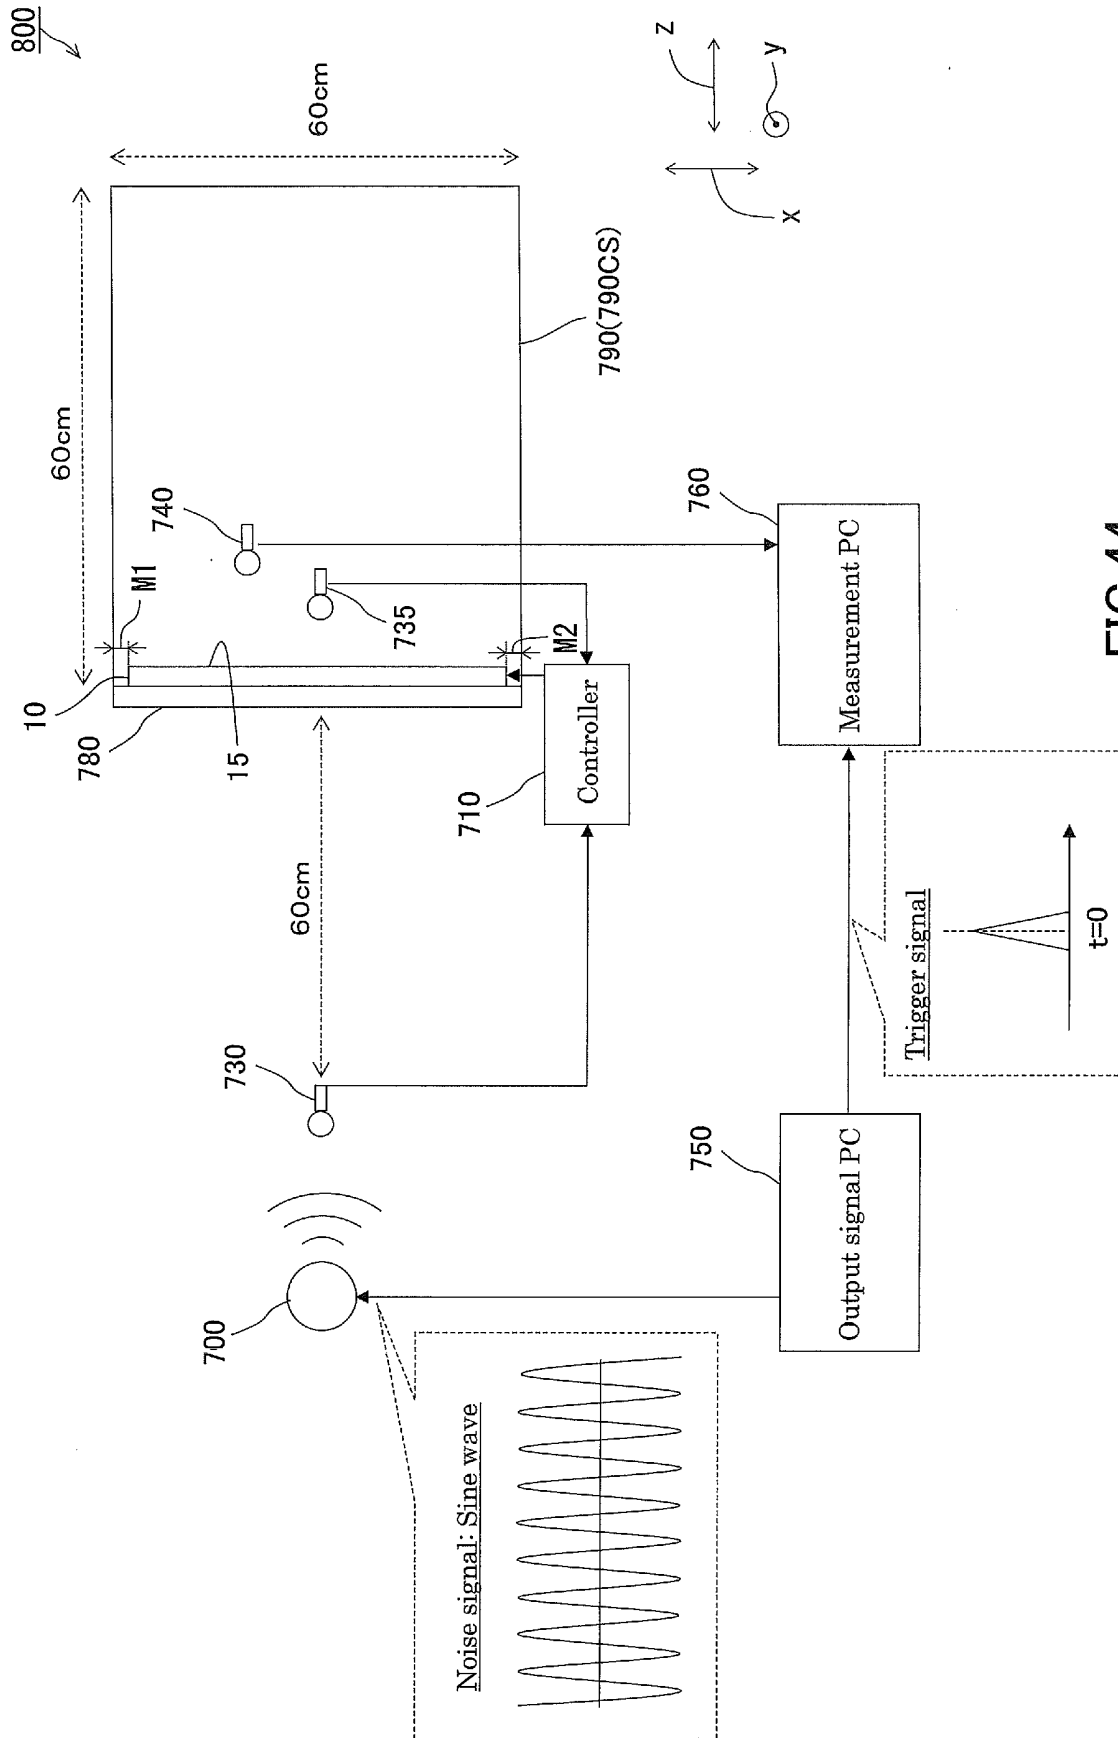 800
10
60cm
780
M1
740
700
730
15
60cm
60cm
735
Noise signal: Sine wave
710
M2
Controller
790(790CS)
z
750
760
y
x
Output signal PC
Measurement PC
Trigger signal
t=0
FIG.44